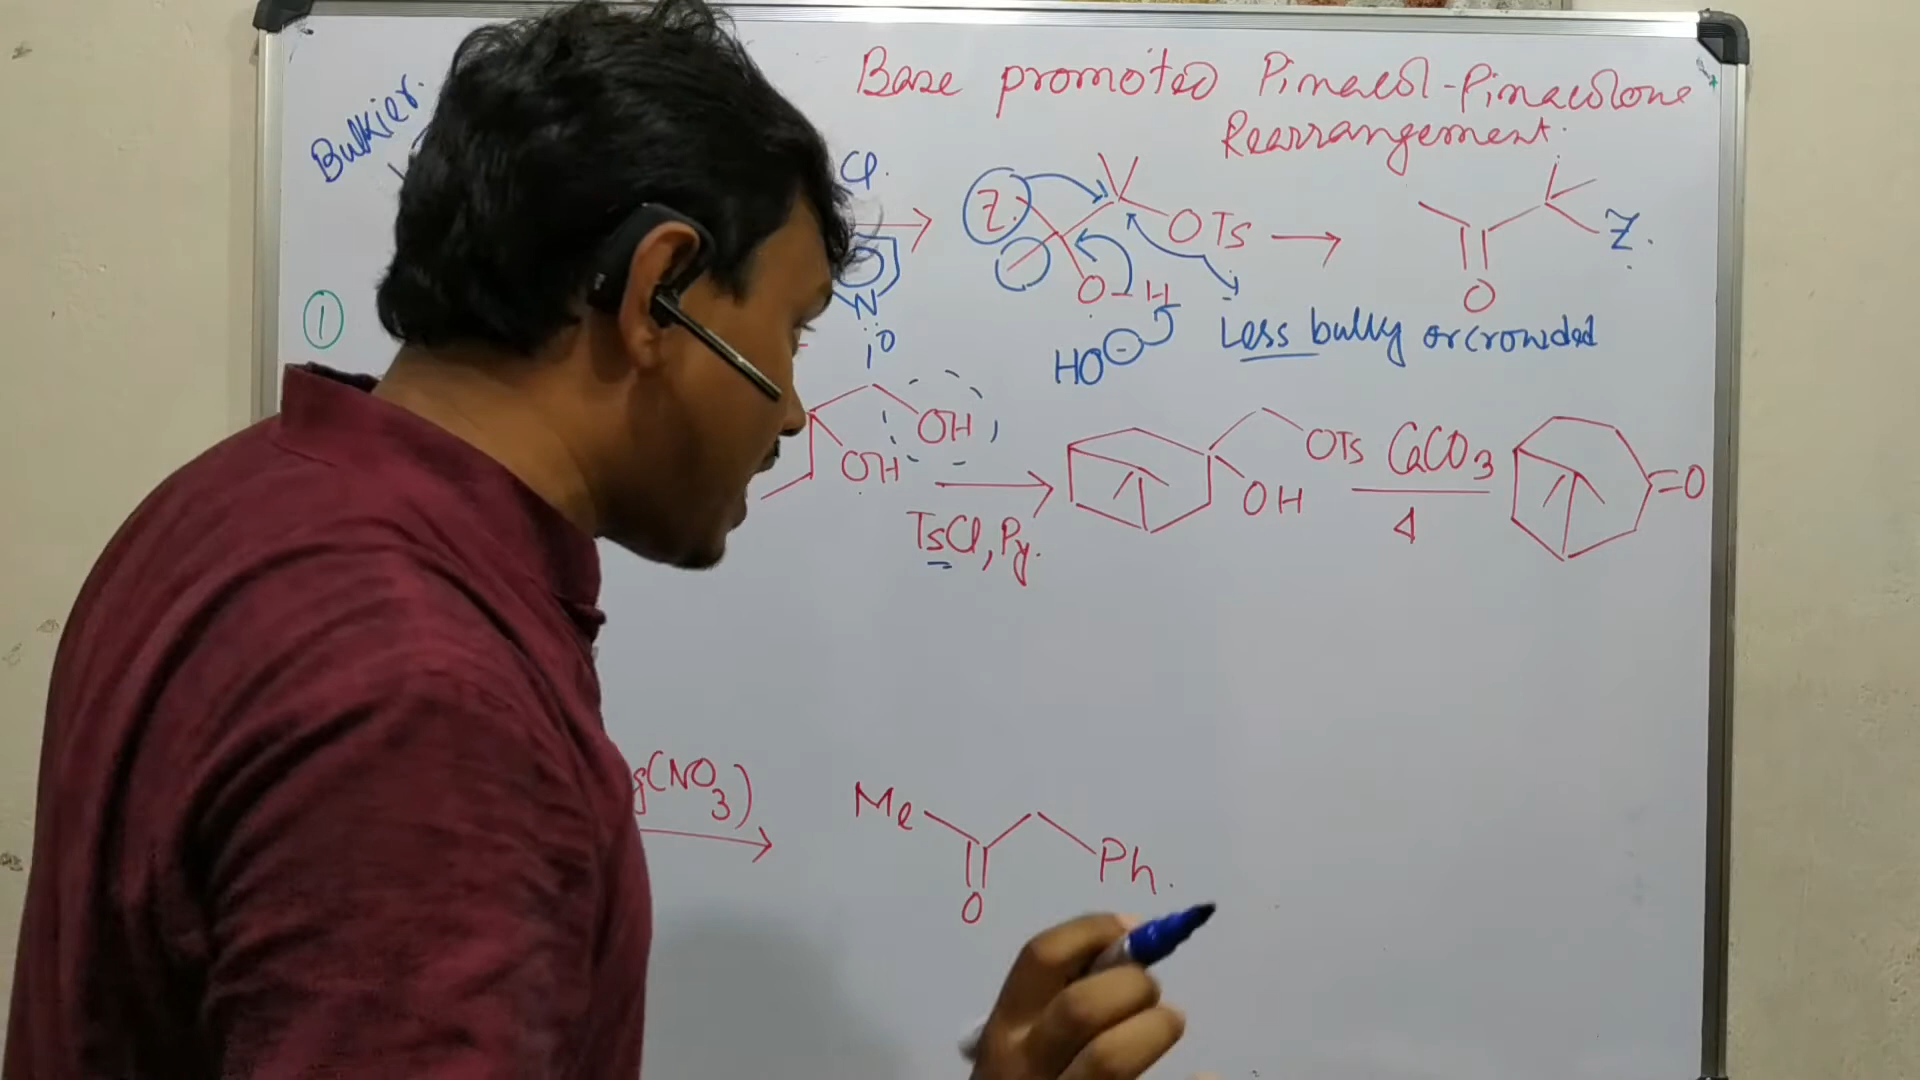 Base promoted Pinacol-Pinacolone
Rearrangement.
Bulkier.
Cl.
Z.
OTs
Z.
N
O-H
O
1
HO⊖
Less bulky or crowded
1°
OH
OH
TsCl, Py.
OTs
OH
CaCO3
Δ
=O
g(NO3)
Me
O
Ph.